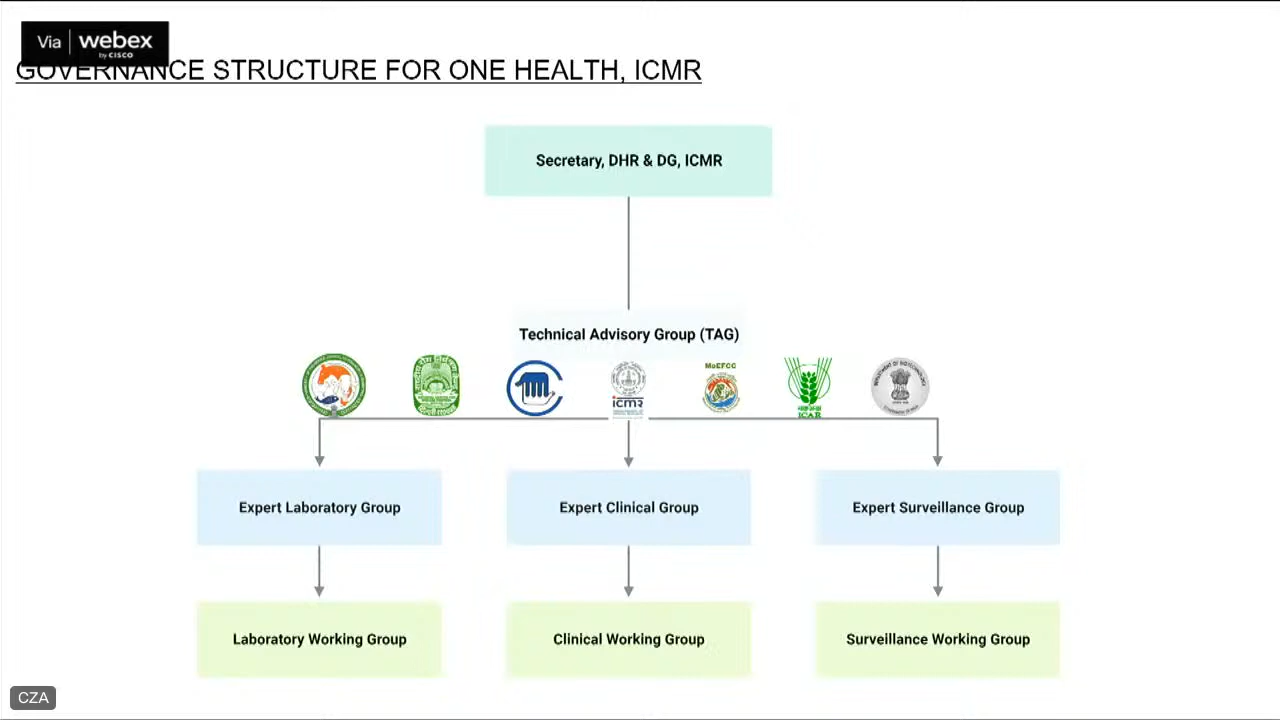 Via webex
by CISCO
GOVERNANCE STRUCTURE FOR ONE HEALTH, ICMR
Secretary, DHR & DG, ICMR
Technical Advisory Group (TAG)
MoEFCC
icmr
ICAR
Expert Laboratory Group
Expert Clinical Group
Expert Surveillance Group
Laboratory Working Group
Clinical Working Group
Surveillance Working Group
CZA